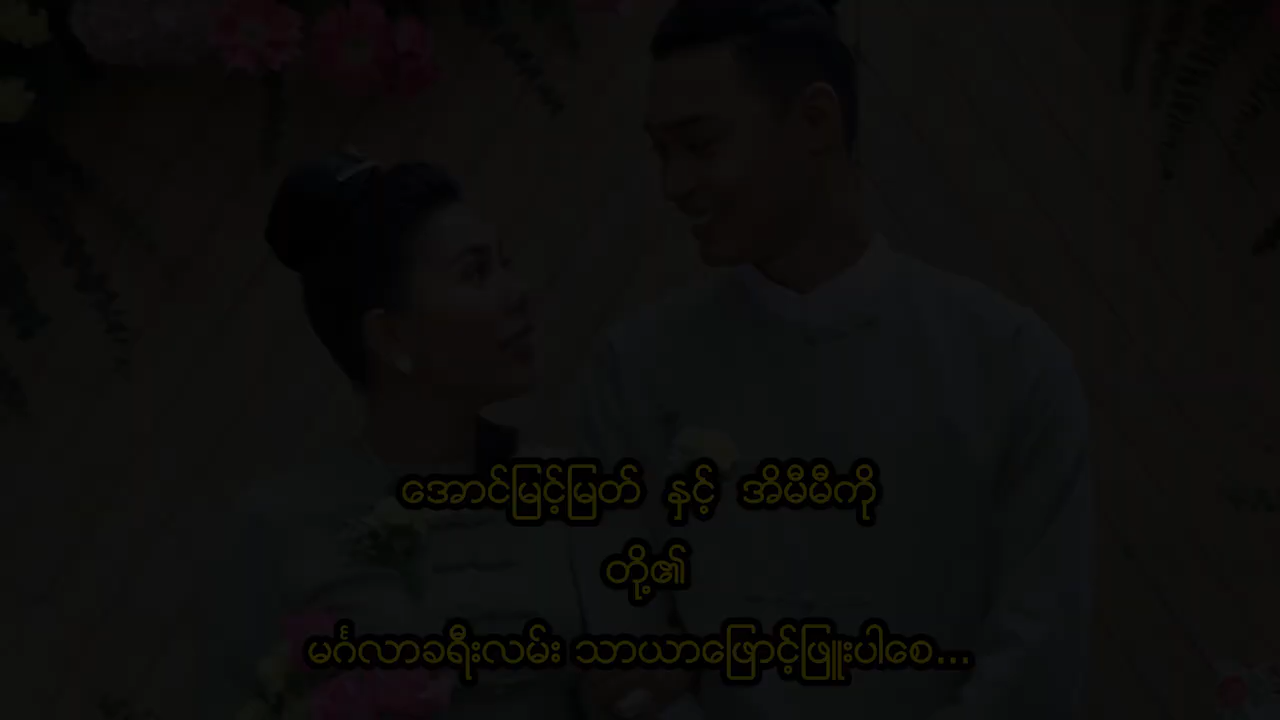 အောင်မြင့်မြတ် နှင့် အိမီမီကို
တို့၏
မင်္ဂလာခရီးလမ်း သာယာဖြောင့်ဖြူးပါစေ...